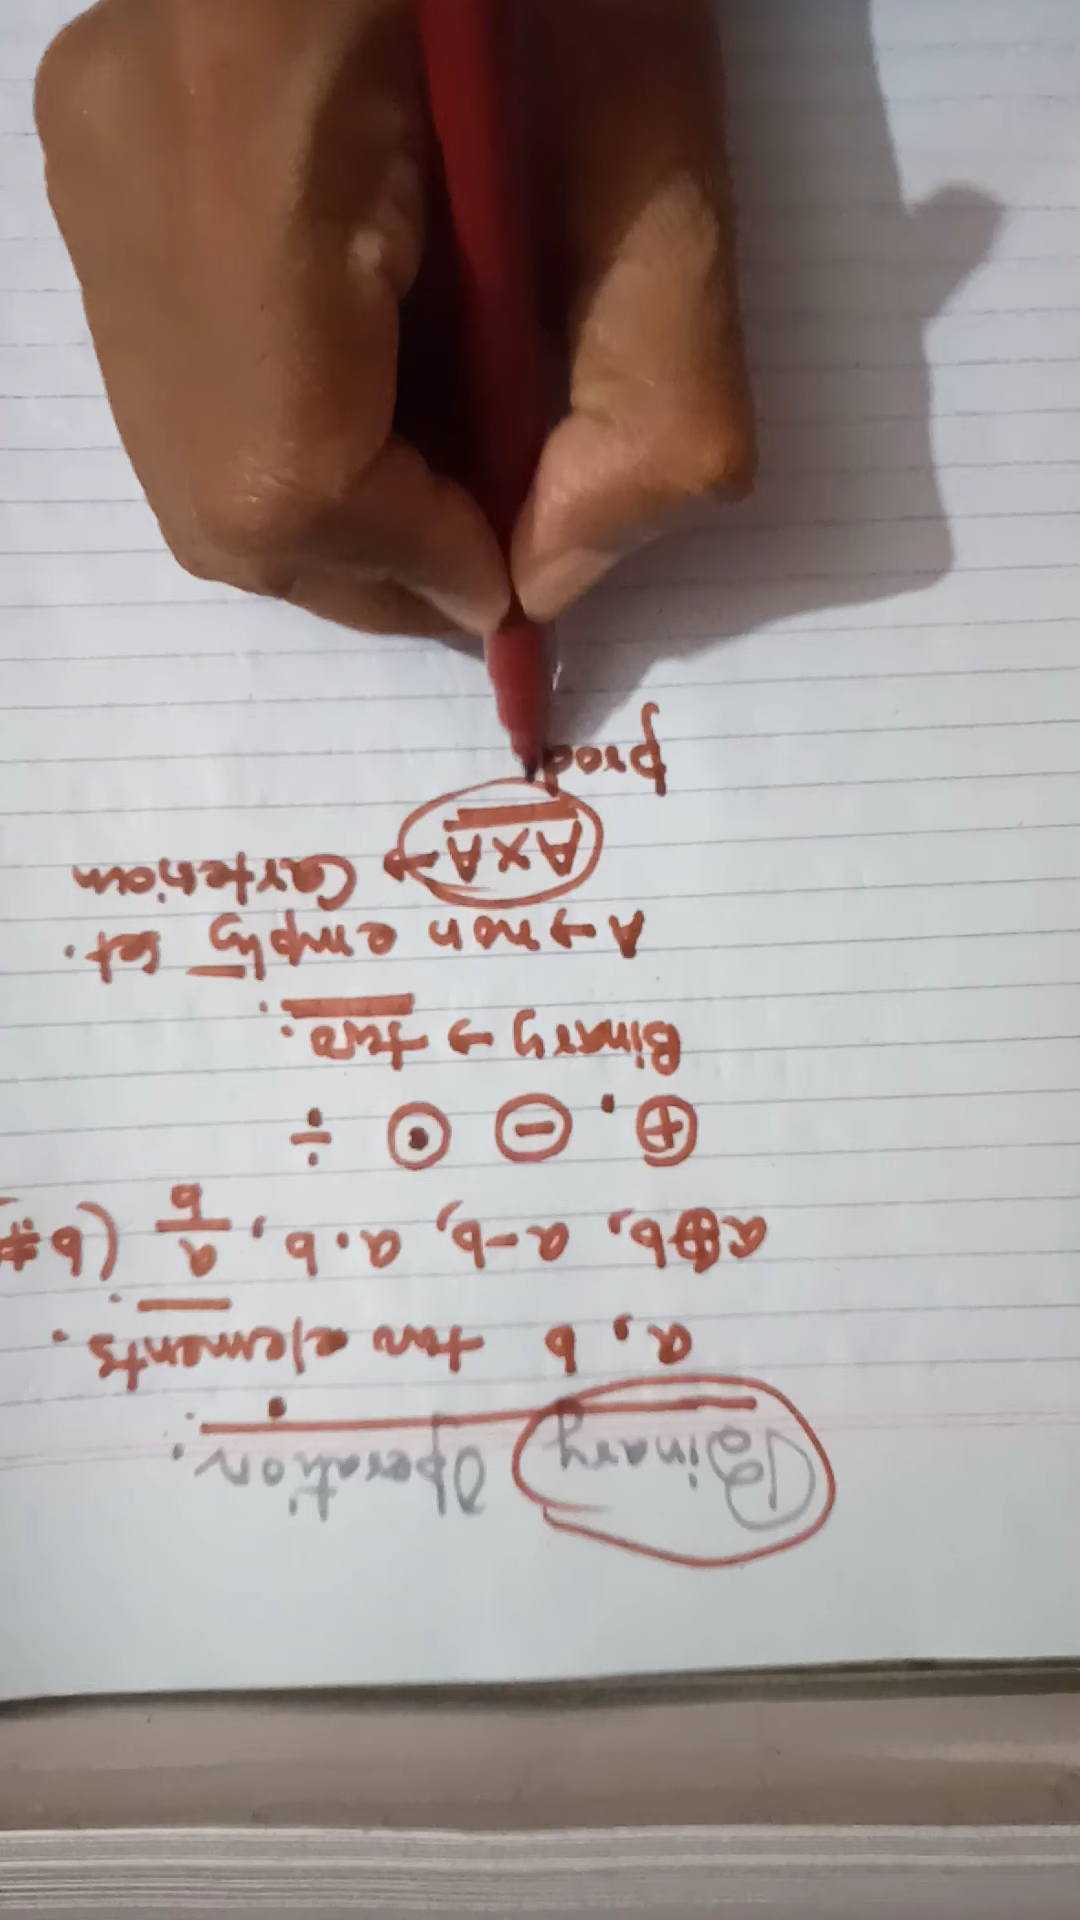 Binary Operation:
a, b two elements.
a⊕b, a-b, a.b, a/b (b≠
⊕, ⊖ ⊙ ÷
Binary → two:
A → non empty set.
A×A → Cartesian
prod